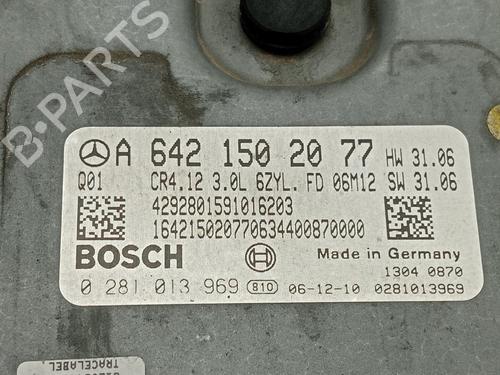 B-PARTS
A 642 150 20 77 HW 31.06
Q01 CR4.12 3.0L 6ZYL. FD 06M12 SW 31.06
4292801591016203
164215020770634400870000
BOSCH Made in Germany
1304 0870
0 281 013 969 810 06-12-10 0281013969
TRACELABEL